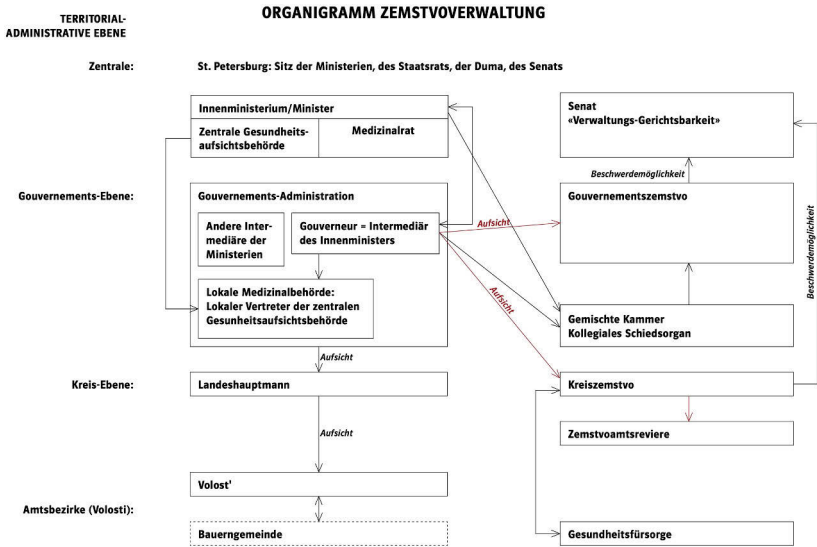 ORGANIGRAMM ZEMSTVOVERWALTUNG
TERRITORIAL-
ADMINISTRATIVE EBENE
Zentrale:
St. Petersburg: Sitz der Ministerien, des Staatsrats, der Duma, des Senats
Innenministerium/Minister
Zentrale Gesundheits-
aufsichtsbehörde
Medizinalrat
Senat
«Verwaltungs-Gerichtsbarkeit»
Beschwerdemöglichkeit
Gouvernements-Ebene:
Gouvernements-Administration
Andere Inter-
mediäre der
Ministerien
Gouverneur = Intermediär
des Innenministers
Aufsicht
Gouvernementszemstvo
Beschwerdemöglichkeit
Lokale Medizinalbehörde:
Lokaler Vertreter der zentralen
Gesunheitsaufsichtsbehörde
Aufsicht
Gemischte Kammer
Kollegiales Schiedsorgan
Aufsicht
Kreis-Ebene:
Landeshauptmann
Kreiszemstvo
Aufsicht
Zemstvoamtsreviere
Volost'
Amtsbezirke (Volosti):
Bauerngemeinde
Gesundheitsfürsorge